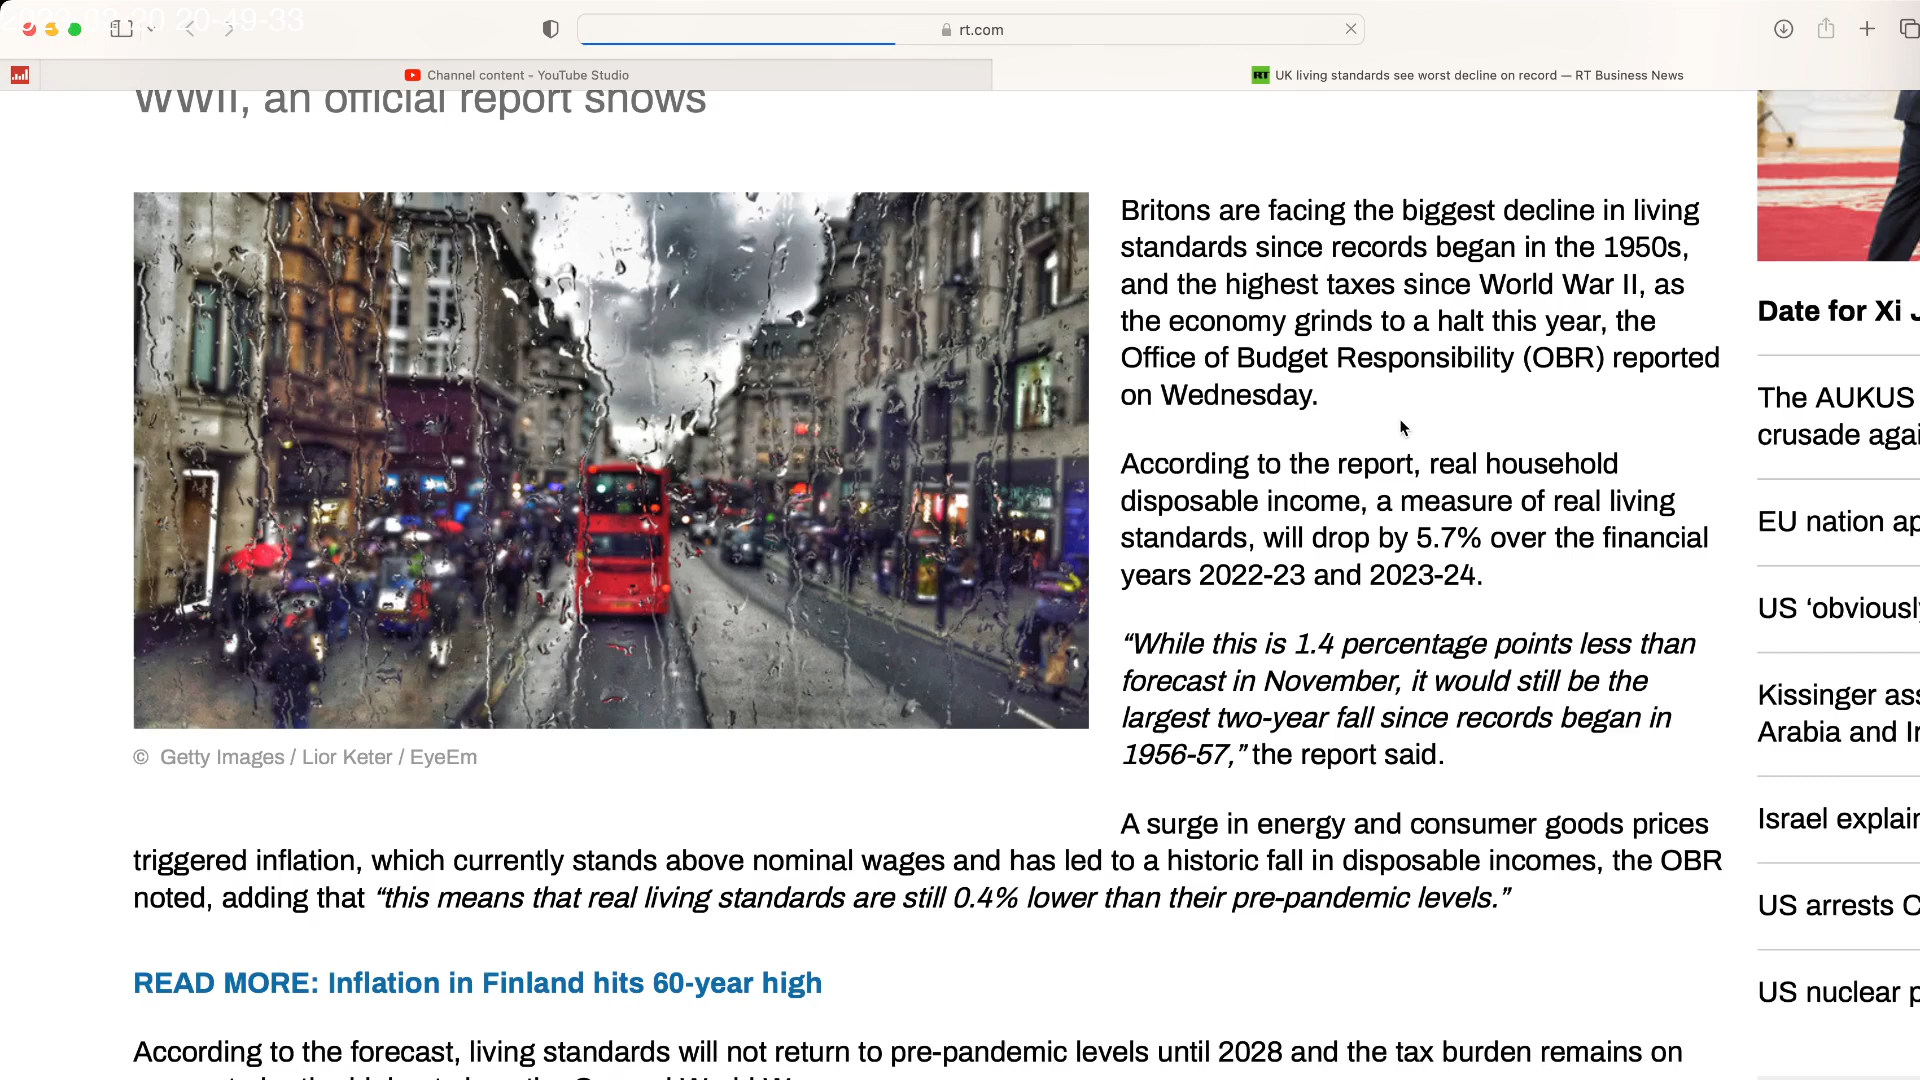 rt.com
Channel content - YouTube Studio
RT UK living standards see worst decline on record — RT Business News
WWII, an official report shows
Britons are facing the biggest decline in living
standards since records began in the 1950s,
and the highest taxes since World War II, as
the economy grinds to a halt this year, the
Office of Budget Responsibility (OBR) reported
on Wednesday.
According to the report, real household
disposable income, a measure of real living
standards, will drop by 5.7% over the financial
years 2022-23 and 2023-24.
“While this is 1.4 percentage points less than
forecast in November, it would still be the
largest two-year fall since records began in
1956-57,” the report said.
© Getty Images / Lior Keter / EyeEm
A surge in energy and consumer goods prices
triggered inflation, which currently stands above nominal wages and has led to a historic fall in disposable incomes, the OBR
noted, adding that “this means that real living standards are still 0.4% lower than their pre-pandemic levels.”
READ MORE: Inflation in Finland hits 60-year high
According to the forecast, living standards will not return to pre-pandemic levels until 2028 and the tax burden remains on
Date for Xi J
The AUKUS
crusade agai
EU nation ap
US ‘obviously
Kissinger ass
Arabia and Ir
Israel explain
US arrests C
US nuclear p